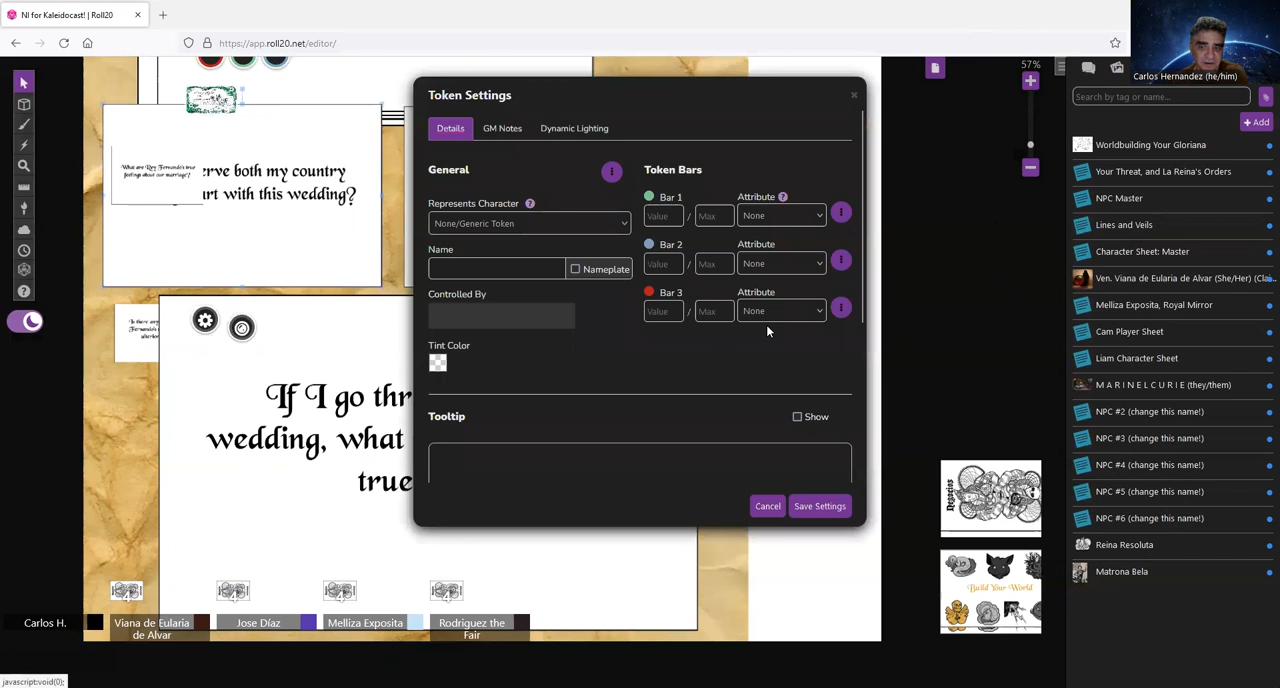 NI for Kaleidocast! | Roll20
https://app.roll20.net/editor/
Carlos Hernandez (he/him)
57%
Search by tag or name...
+ Add
Token Settings
Details
GM Notes
Dynamic Lighting
General
Token Bars
Represents Character
None/Generic Token
Bar 1
Attribute
Value / Max
None
Name
Nameplate
Bar 2
Attribute
Value / Max
None
Controlled By
Bar 3
Attribute
Value / Max
None
Tint Color
Tooltip
Show
Cancel
Save Settings
What are Rey Fernando's true
feelings about our marriage?
erve both my country
rt with this wedding?
Is there any
If I go thr
wedding, what
true
Worldbuilding Your Gloriana
Your Threat, and La Reina's Orders
NPC Master
Lines and Veils
Character Sheet: Master
Ven. Viana de Eularia de Alvar (She/Her) (Cla...
Melliza Exposita, Royal Mirror
Cam Player Sheet
Liam Character Sheet
M A R I N E L C U R I E (they/them)
NPC #2 (change this name!)
NPC #3 (change this name!)
NPC #4 (change this name!)
NPC #5 (change this name!)
NPC #6 (change this name!)
Reina Resoluta
Matrona Bela
Desafios
Build Your World
Carlos H.
Viana de Eularia
de Alvar
Jose Díaz
Melliza Exposita
Rodriguez the
Fair
javascript:void(0);